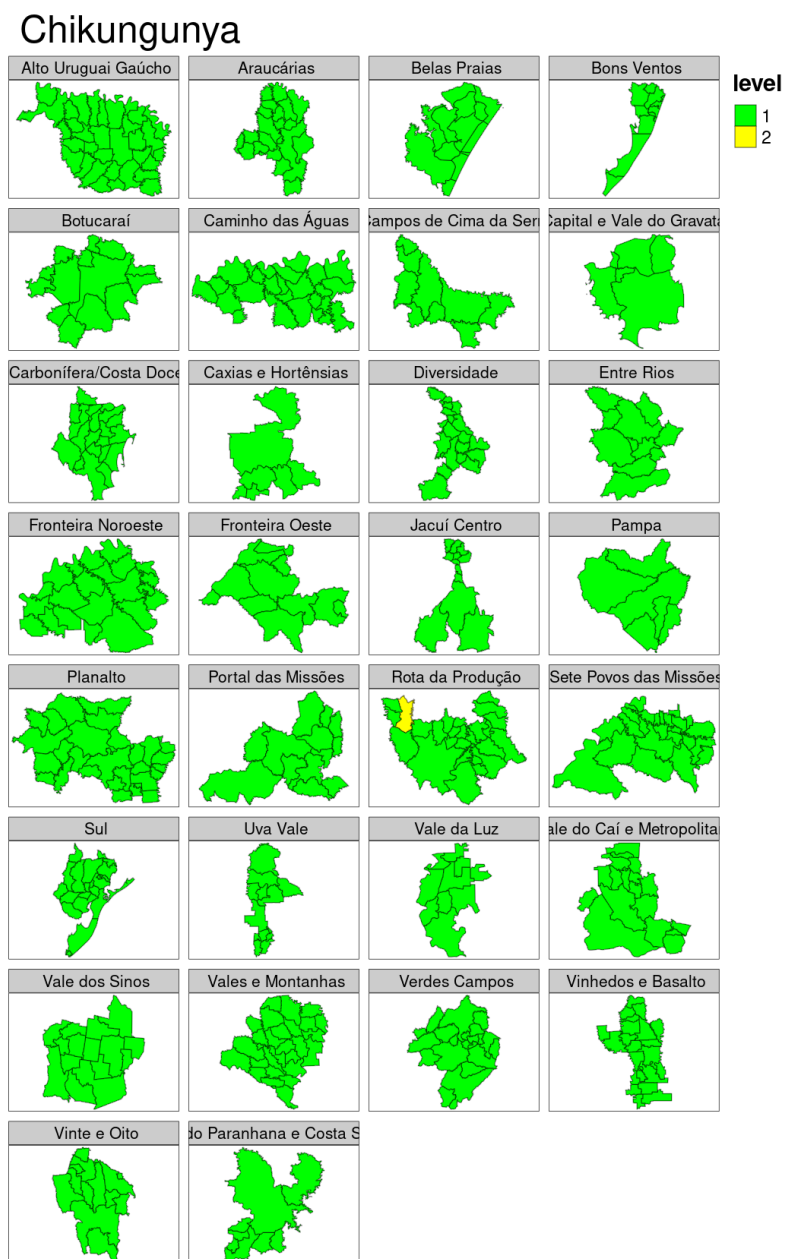 Chikungunya
Alto Uruguai Gaúcho
Araucárias
Belas Praias
Bons Ventos
level
1
2
Botucaraí
Caminho das Águas
Campos de Cima da Ser
Capital e Vale do Gravata
Carbonífera/Costa Doce
Caxias e Hortênsias
Diversidade
Entre Rios
Fronteira Noroeste
Fronteira Oeste
Jacuí Centro
Pampa
Planalto
Portal das Missões
Rota da Produção
Sete Povos das Missões
Sul
Uva Vale
Vale da Luz
ale do Caí e Metropolita
Vale dos Sinos
Vales e Montanhas
Verdes Campos
Vinhedos e Basalto
Vinte e Oito
do Paranhana e Costa S